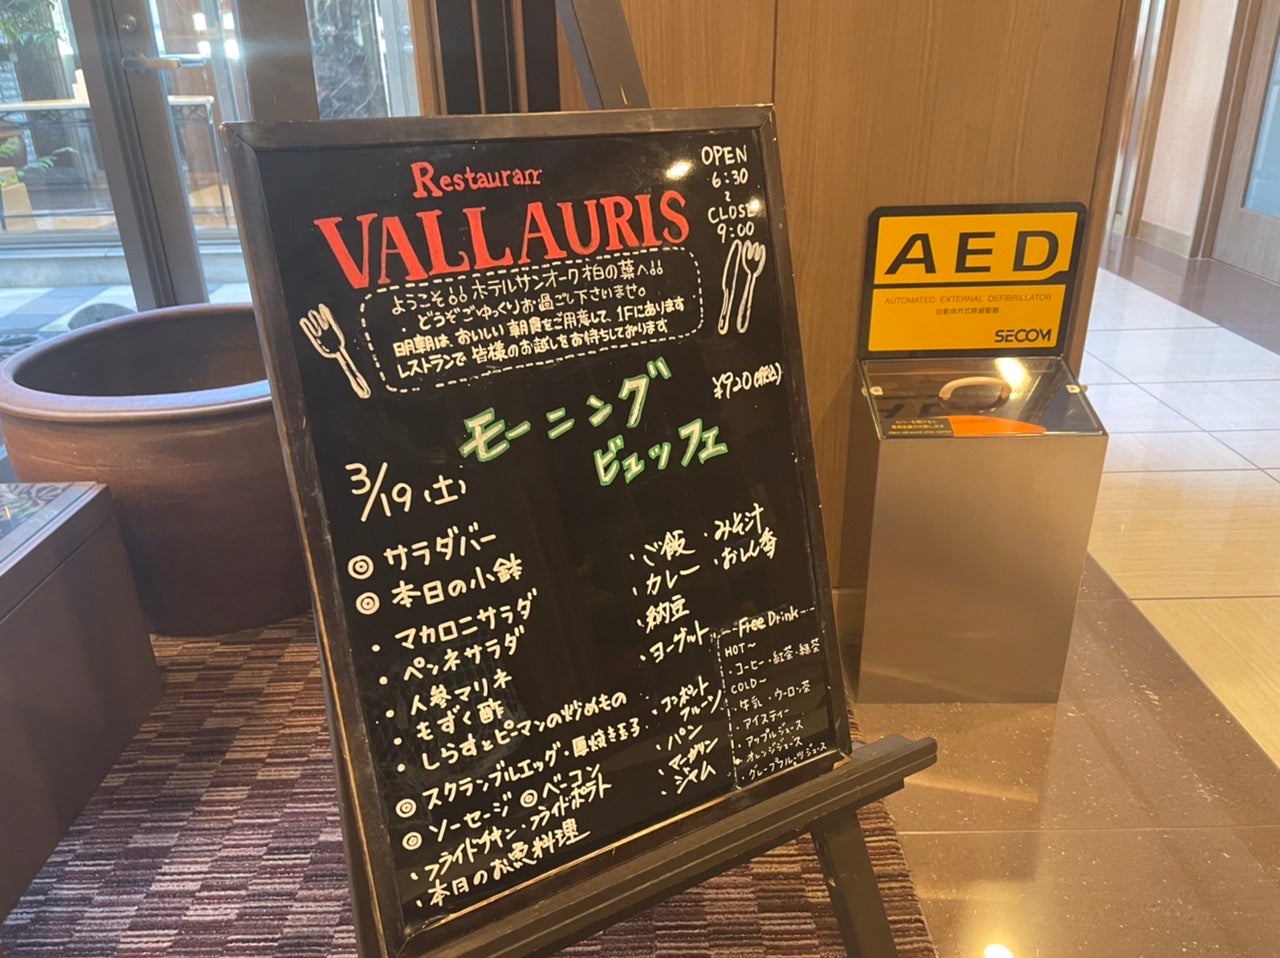 Restaurant
VALLAURIS
OPEN
6:30
〜
CLOSE
9:00
ようこそ!! ホテルサンオーク柏の葉へ!!
どうぞごゆっくりお過ごし下さいませ。
明朝は、おいしい朝食をご用意して、1Fにあります
レストランで皆様のお越しをお待ちしております
モーニング
ビュッフェ
¥920(税込)
3/19(土)
◎ サラダバー
◎ 本日の小鉢
・マカロニサラダ
・ペンネサラダ
・人参マリネ
・もずく酢
・しらすとピーマンの炒めもの
◎ スクランブルエッグ・厚焼き玉子
◎ ソーセージ ◎ ベーコン
・フライドチキン・フライドポテト
・本日のお魚料理
・ご飯 ・みそ汁
・カレー ・おしん香
・納豆
・ヨーグルト
・コンポート
フルーツ
・パン
・マーガリン
・ジャム
Free Drink
HOT〜
・コーヒー・紅茶・緑茶
COLD〜
・牛乳 ・ウーロン茶
・アイスティー
・アップルジュース
・オレンジジュース
・グレープフルーツジュース
AED
AUTOMATED EXTERNAL DEFIBRILLATOR
自動体外式除細動器
SECOM